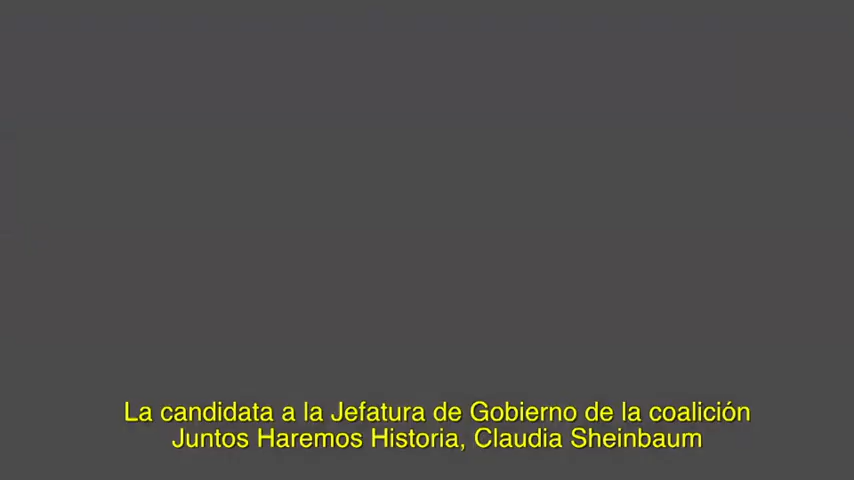 La candidata a la Jefatura de Gobierno de la coalición
Juntos Haremos Historia, Claudia Sheinbaum